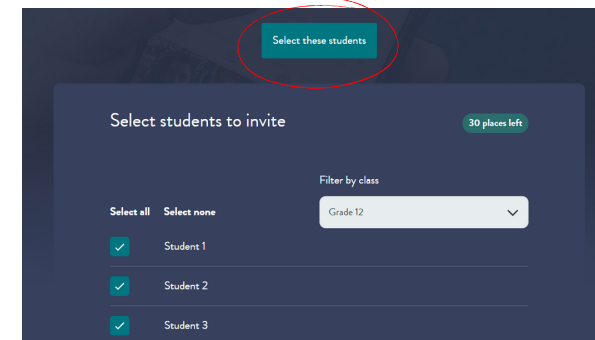 Select these students
Select students to invite
30 places left
Filter by class
Select all Select none
Grade 12
Student 1
Student 2
Student 3